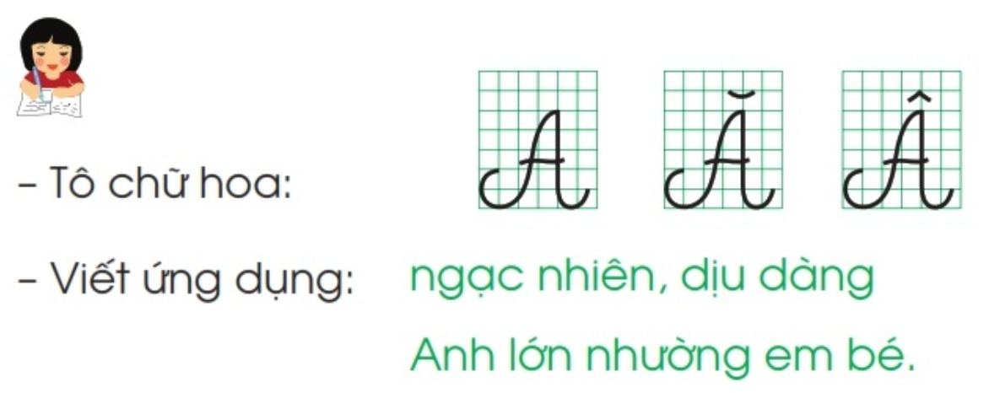 – Tô chữ hoa: A Ă Â
– Viết ứng dụng: ngạc nhiên, dịu dàng
Anh lớn nhường em bé.